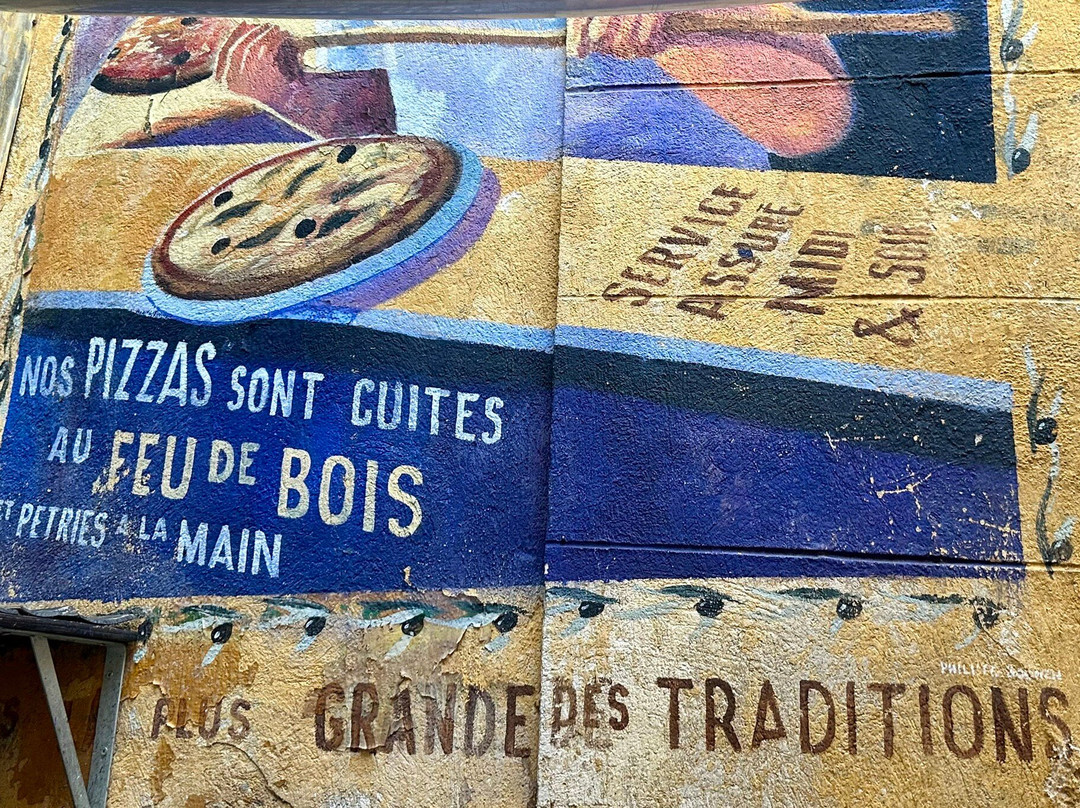 SERVICE
ASSURÉ
MIDI
& SOIR
NOS PIZZAS SONT CUITES
AU FEU DE BOIS
ET PETRIES A LA MAIN
PLUS GRANDE DES TRADITIONS